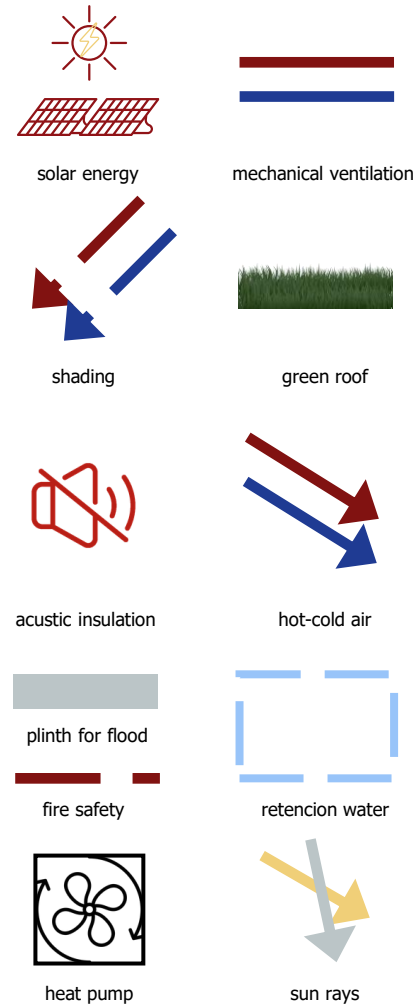 solar energy
mechanical ventilation
shading
green roof
acustic insulation
hot-cold air
plinth for flood
fire safety
retencion water
heat pump
sun rays